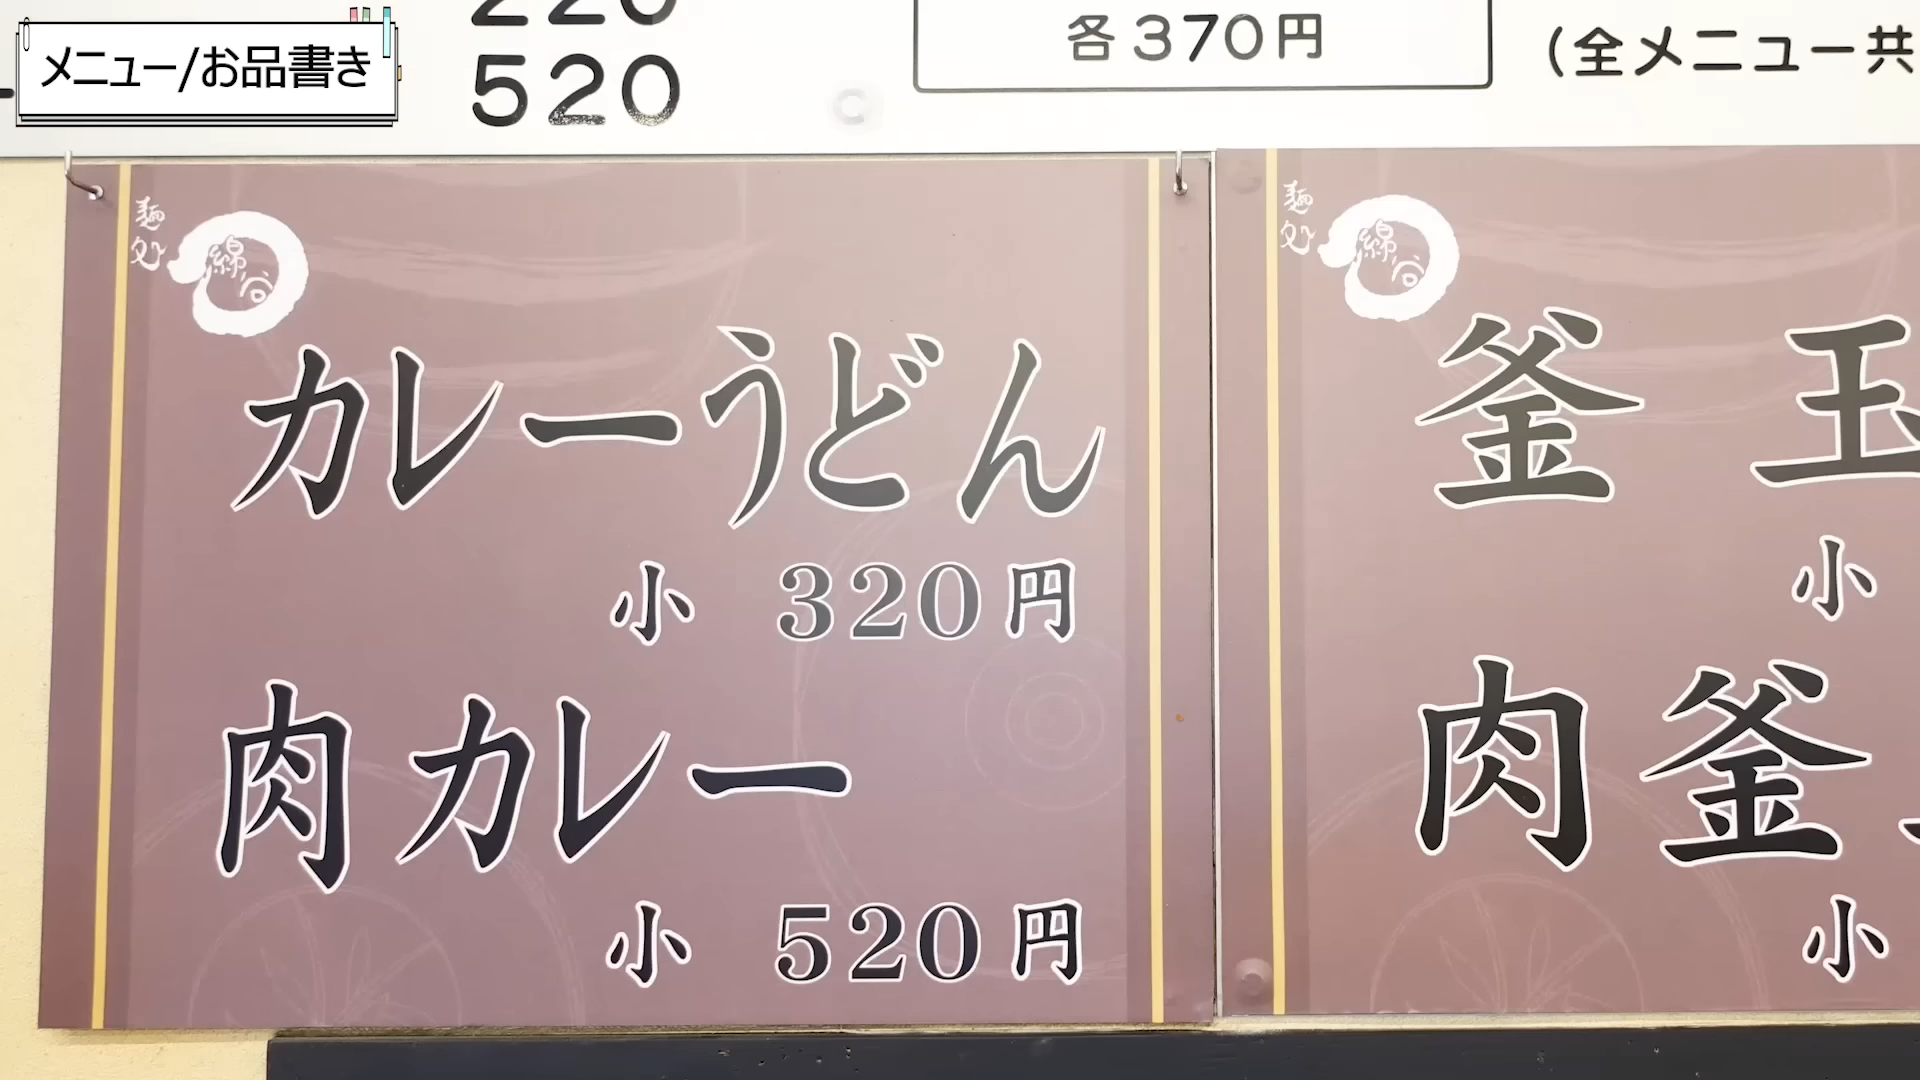 メニュー/お品書き
520
各370円
(全メニュー共
麺処 綿谷
カレーうどん
小 320円
肉カレー
小 520円
麺処 綿谷
釜玉
小
肉釜
小